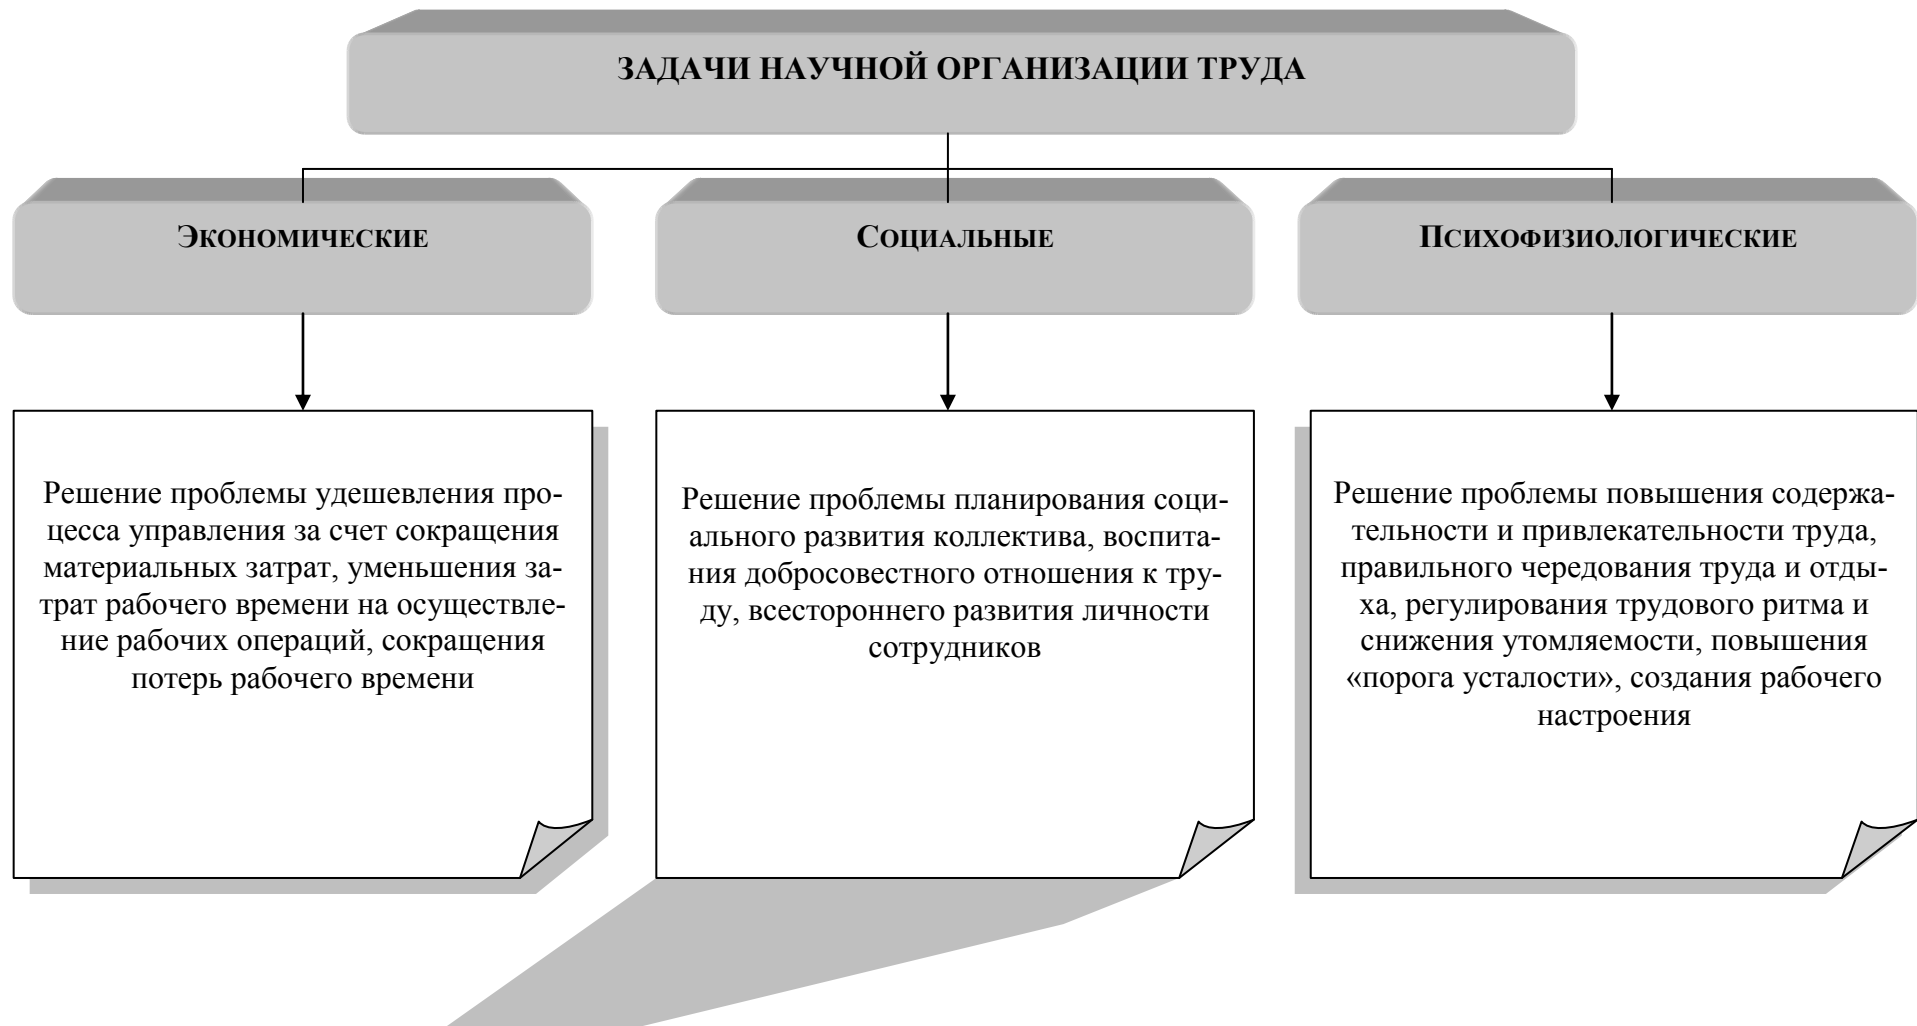 ЗАДАЧИ НАУЧНОЙ ОРГАНИЗАЦИИ ТРУДА
ЭКОНОМИЧЕСКИЕ
СОЦИАЛЬНЫЕ
ПСИХОФИЗИОЛОГИЧЕСКИЕ
Решение проблемы удешевления про-
цесса управления за счет сокращения
материальных затрат, уменьшения за-
трат рабочего времени на осуществле-
ние рабочих операций, сокращения
потерь рабочего времени
Решение проблемы планирования соци-
ального развития коллектива, воспита-
ния добросовестного отношения к тру-
ду, всестороннего развития личности
сотрудников
Решение проблемы повышения содержа-
тельности и привлекательности труда,
правильного чередования труда и отды-
ха, регулирования трудового ритма и
снижения утомляемости, повышения
«порога усталости», создания рабочего
настроения